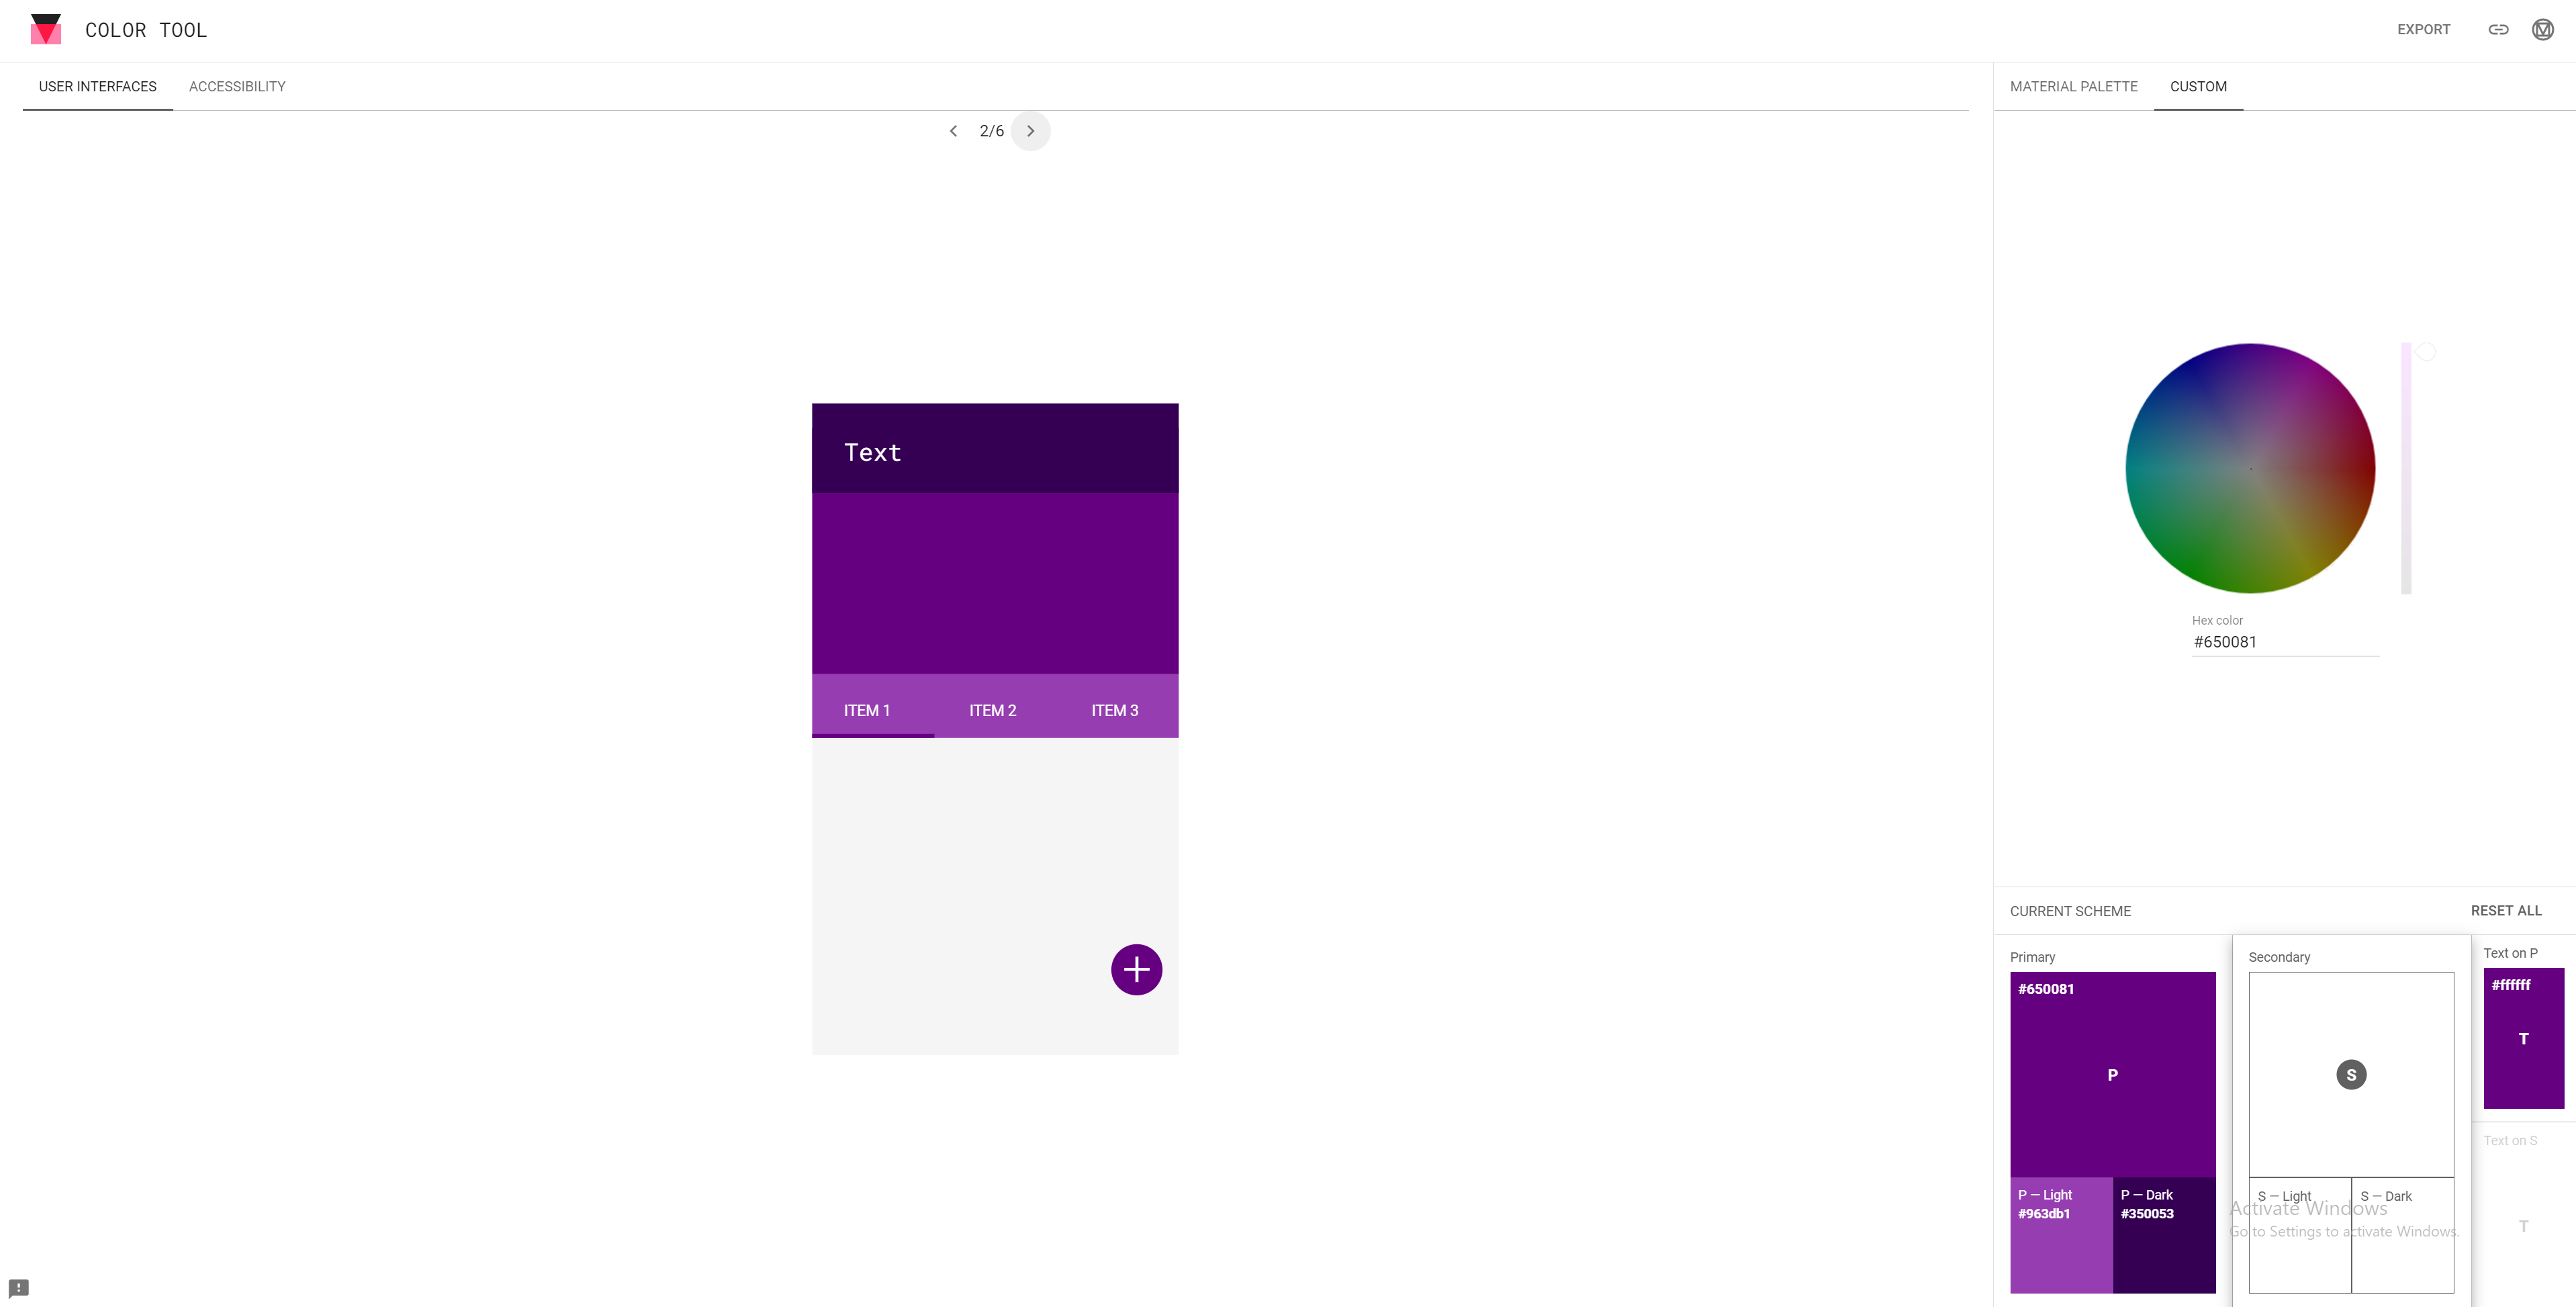 COLOR TOOL
EXPORT
USER INTERFACES
ACCESSIBILITY
2/6
MATERIAL PALETTE
CUSTOM
Text
ITEM 1
ITEM 2
ITEM 3
Hex color
#650081
CURRENT SCHEME
RESET ALL
Primary
#650081
P
P — Light
#963db1
P — Dark
#350053
Secondary
S
S — Light
S — Dark
Text on P
#ffffff
T
Text on S
T
Activate Windows
Go to Settings to activate Windows.